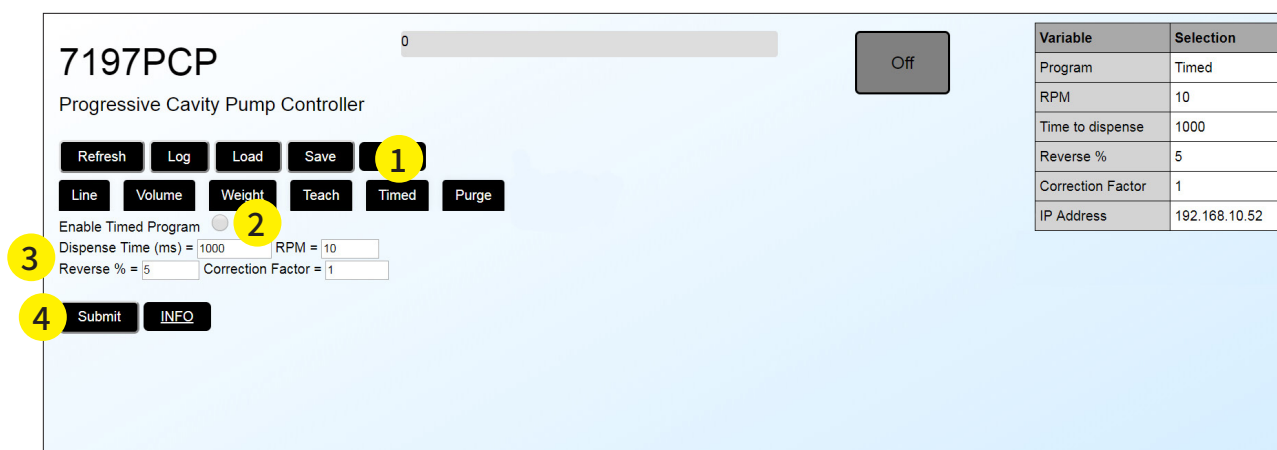 7197PCP
0
Off
Progressive Cavity Pump Controller
Refresh Log Load Save 1
Line Volume Weight Teach Timed Purge
Enable Timed Program 2
3 Dispense Time (ms) = 1000 RPM = 10
Reverse % = 5 Correction Factor = 1
4 Submit INFO
Variable Selection
Program Timed
RPM 10
Time to dispense 1000
Reverse % 5
Correction Factor 1
IP Address 192.168.10.52